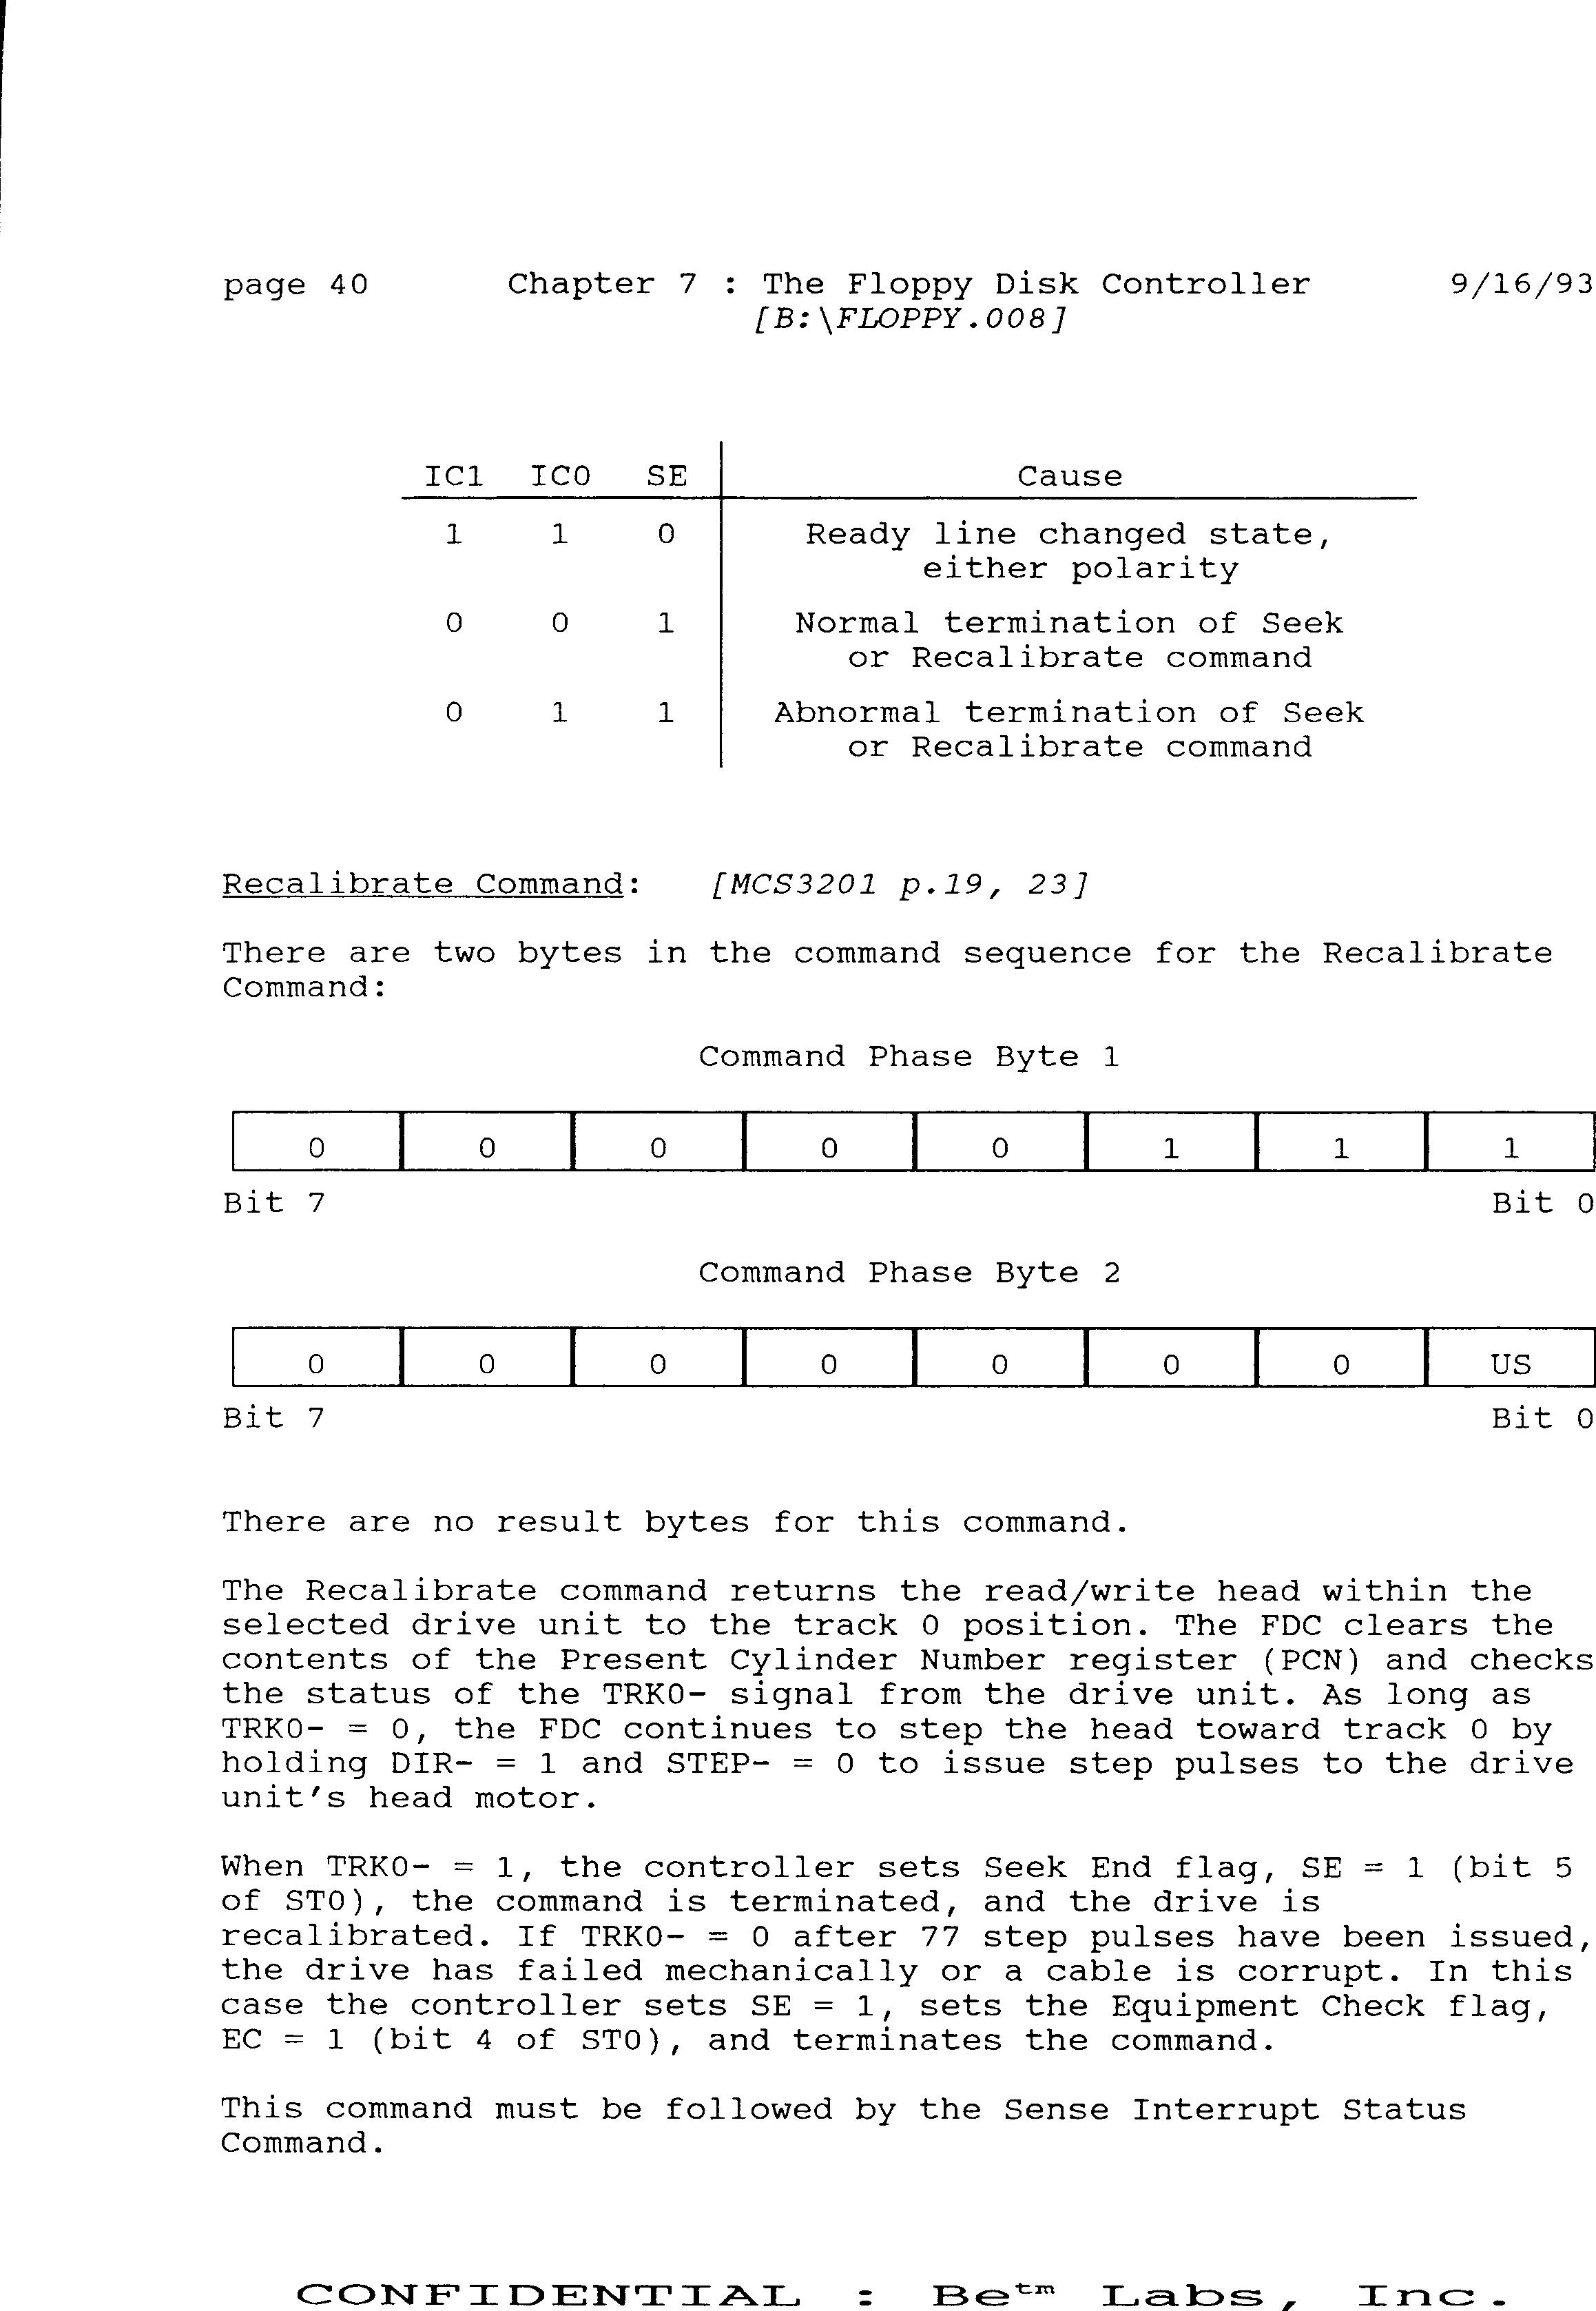 page 40 Chapter 7 : The Floppy Disk Controller 9/16/93
[B:\FLOPPY.008]
IC1 IC0 SE Cause
1 1 0 Ready line changed state,
either polarity
0 0 1 Normal termination of Seek
or Recalibrate command
0 1 1 Abnormal termination of Seek
or Recalibrate command
Recalibrate Command: [MCS3201 p.19, 23]
There are two bytes in the command sequence for the Recalibrate
Command:
Command Phase Byte 1
0 0 0 0 0 1 1 1
Bit 7 Bit 0
Command Phase Byte 2
0 0 0 0 0 0 0 US
Bit 7 Bit 0
There are no result bytes for this command.
The Recalibrate command returns the read/write head within the
selected drive unit to the track 0 position. The FDC clears the
contents of the Present Cylinder Number register (PCN) and checks
the status of the TRK0- signal from the drive unit. As long as
TRK0- = 0, the FDC continues to step the head toward track 0 by
holding DIR- = 1 and STEP- = 0 to issue step pulses to the drive
unit's head motor.
When TRK0- = 1, the controller sets Seek End flag, SE = 1 (bit 5
of ST0), the command is terminated, and the drive is
recalibrated. If TRK0- = 0 after 77 step pulses have been issued,
the drive has failed mechanically or a cable is corrupt. In this
case the controller sets SE = 1, sets the Equipment Check flag,
EC = 1 (bit 4 of ST0), and terminates the command.
This command must be followed by the Sense Interrupt Status
Command.
CONFIDENTIAL : Be™ Labs, Inc.